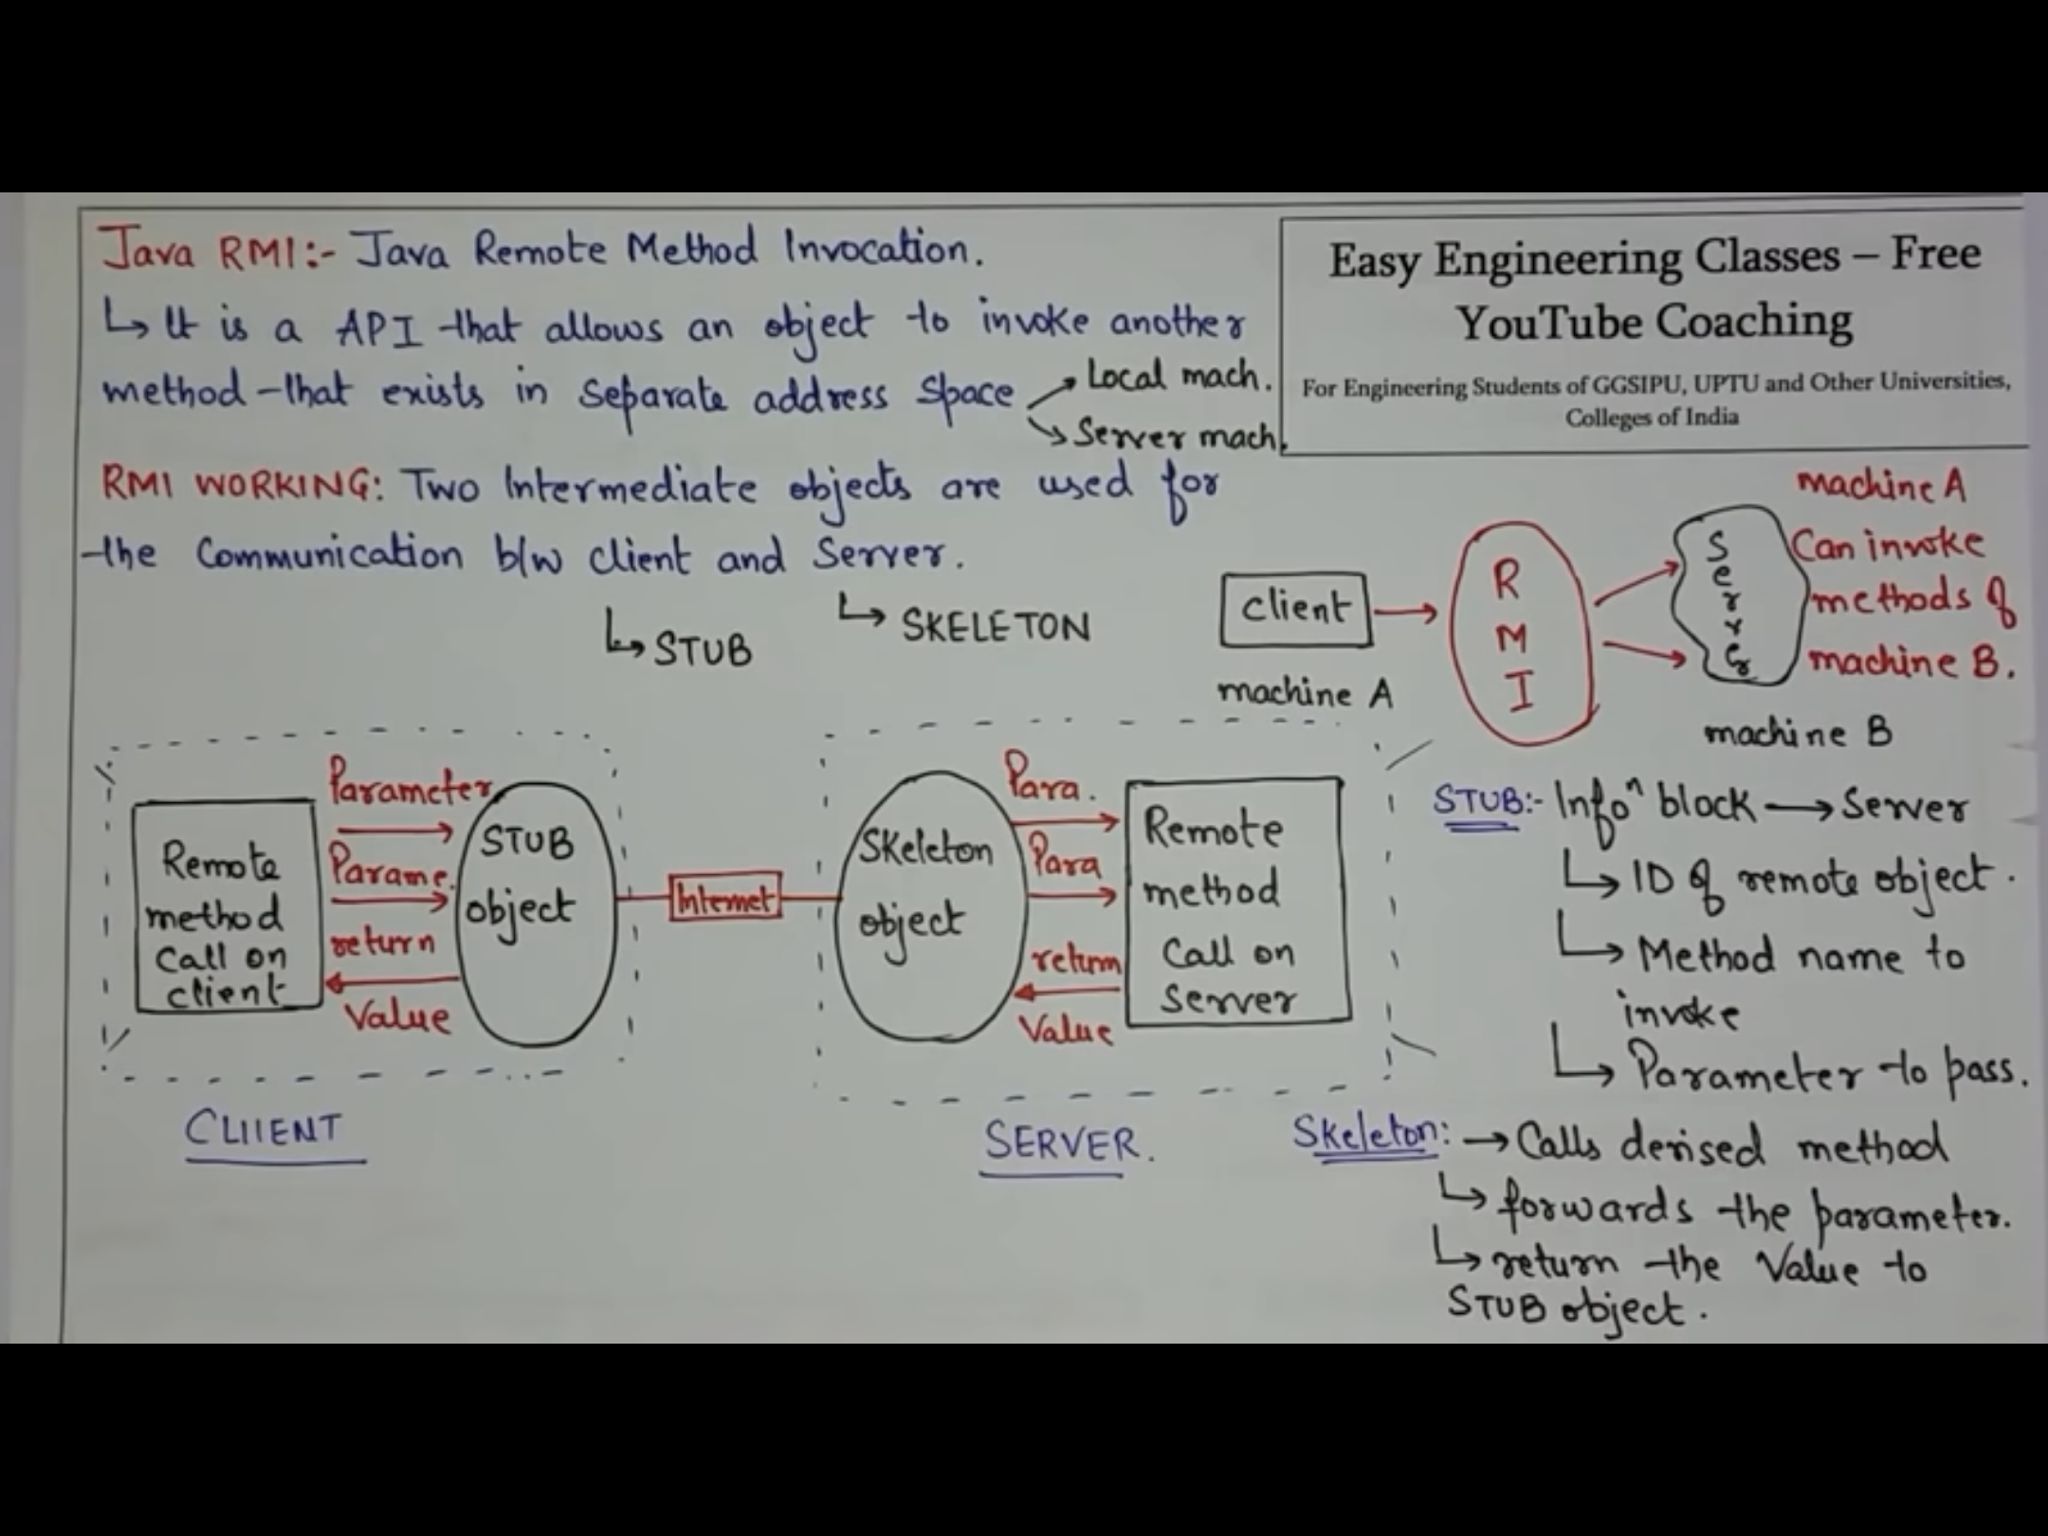 Java RMI:- Java Remote Method Invocation.
↳ It is a API that allows an object to invoke another
method that exists in separate address space
Local mach.
Server mach.
RMI WORKING: Two Intermediate objects are used for
the Communication b/w client and Server.
↳ STUB
↳ SKELETON
Easy Engineering Classes – Free
YouTube Coaching
For Engineering Students of GGSIPU, UPTU and Other Universities,
Colleges of India
client
machine A
R
M
I
Server
machine B
machine A
Can invoke
methods of
machine B.
Remote
method
Call on
client
Parameter
Parame.
return
Value
STUB
object
Internet
CLIIENT
Skeleton
object
Para.
Para
return
Value
Remote
method
Call on
Server
SERVER.
STUB:- Infoⁿ block → Server
↳ ID of remote object.
↳ Method name to
invoke
↳ Parameter to pass.
Skeleton: → Calls derised method
↳ forwards the parameter.
↳ return the Value to
STUB object.